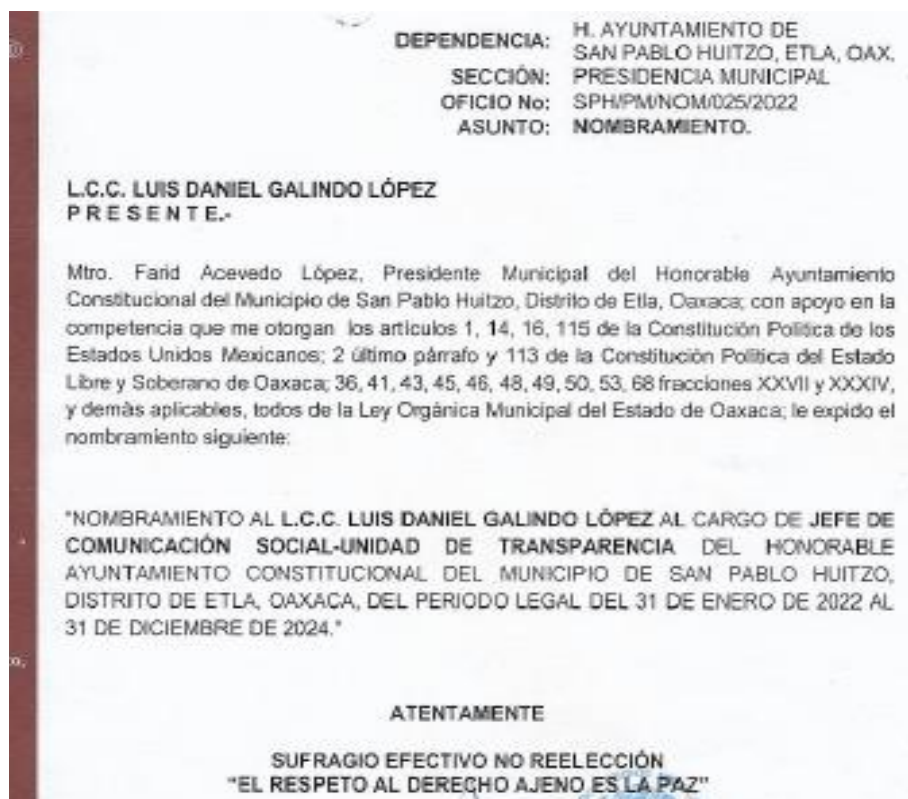 DEPENDENCIA: H. AYUNTAMIENTO DE
SAN PABLO HUITZO, ETLA, OAX.
SECCIÓN: PRESIDENCIA MUNICIPAL
OFICIO No: SPH/PM/NOM/025/2022
ASUNTO: NOMBRAMIENTO.
L.C.C. LUIS DANIEL GALINDO LÓPEZ
P R E S E N T E.-
Mtro. Farid Acevedo López, Presidente Municipal del Honorable Ayuntamiento
Constitucional del Municipio de San Pablo Huitzo, Distrito de Etla, Oaxaca; con apoyo en la
competencia que me otorgan los artículos 1, 14, 16, 115 de la Constitución Política de los
Estados Unidos Mexicanos; 2 último párrafo y 113 de la Constitución Política del Estado
Libre y Soberano de Oaxaca; 36, 41, 43, 45, 46, 48, 49, 50, 53, 68 fracciones XXVII y XXXIV,
y demás aplicables, todos de la Ley Orgánica Municipal del Estado de Oaxaca; le expido el
nombramiento siguiente:
"NOMBRAMIENTO AL L.C.C. LUIS DANIEL GALINDO LÓPEZ AL CARGO DE JEFE DE
COMUNICACIÓN SOCIAL-UNIDAD DE TRANSPARENCIA DEL HONORABLE
AYUNTAMIENTO CONSTITUCIONAL DEL MUNICIPIO DE SAN PABLO HUITZO,
DISTRITO DE ETLA, OAXACA, DEL PERIODO LEGAL DEL 31 DE ENERO DE 2022 AL
31 DE DICIEMBRE DE 2024."
ATENTAMENTE
SUFRAGIO EFECTIVO NO REELECCIÓN
"EL RESPETO AL DERECHO AJENO ES LA PAZ"